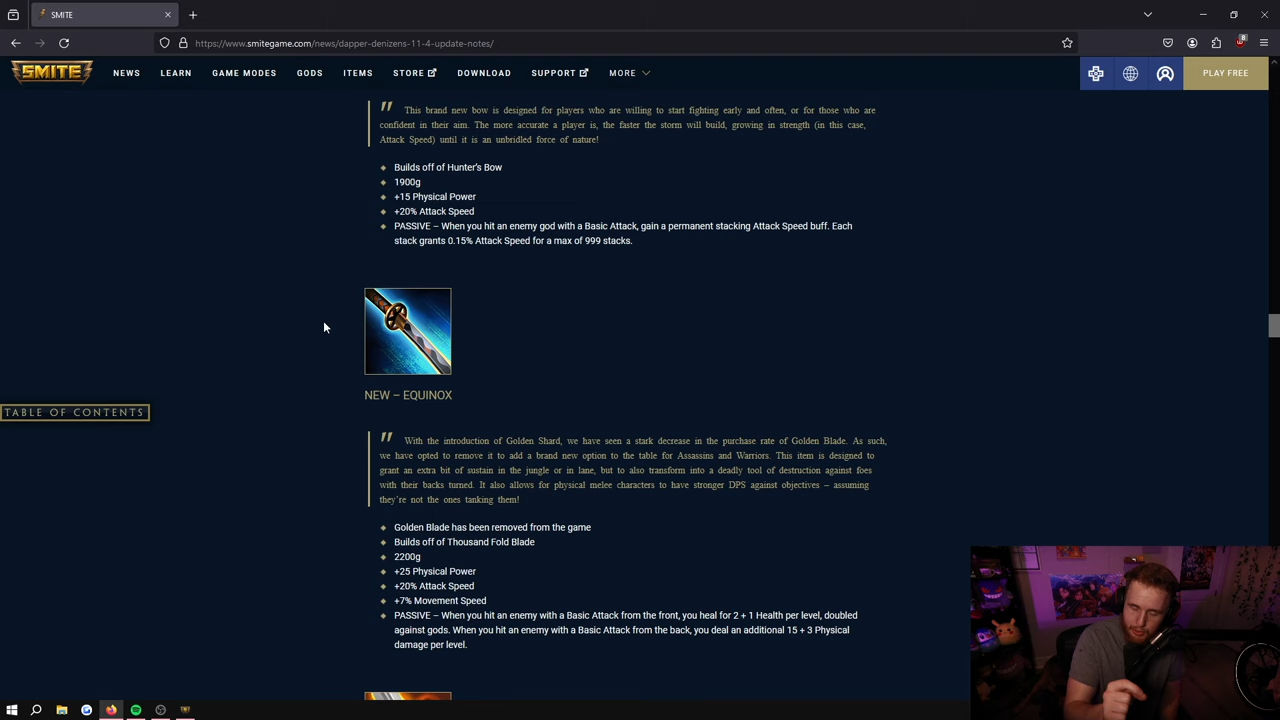 SMITE
https://www.smitegame.com/news/dapper-denizens-11-4-update-notes/
8
SMITE
NEWS
LEARN
GAME MODES
GODS
ITEMS
STORE
DOWNLOAD
SUPPORT
MORE
PLAY FREE
" This brand new bow is designed for players who are willing to start fighting early and often, or for those who are
confident in their aim. The more accurate a player is, the faster the storm will build, growing in strength (in this case,
Attack Speed) until it is an unbridled force of nature!
Builds off of Hunter's Bow
1900g
+15 Physical Power
+20% Attack Speed
PASSIVE – When you hit an enemy god with a Basic Attack, gain a permanent stacking Attack Speed buff. Each
stack grants 0.15% Attack Speed for a max of 999 stacks.
NEW – EQUINOX
TABLE OF CONTENTS
" With the introduction of Golden Shard, we have seen a stark decrease in the purchase rate of Golden Blade. As such,
we have opted to remove it to add a brand new option to the table for Assassins and Warriors. This item is designed to
grant an extra bit of sustain in the jungle or in lane, but to also transform into a deadly tool of destruction against foes
with their backs turned. It also allows for physical melee characters to have stronger DPS against objectives – assuming
they're not the ones tanking them!
Golden Blade has been removed from the game
Builds off of Thousand Fold Blade
2200g
+25 Physical Power
+20% Attack Speed
+7% Movement Speed
PASSIVE – When you hit an enemy with a Basic Attack from the front, you heal for 2 + 1 Health per level, doubled
against gods. When you hit an enemy with a Basic Attack from the back, you deal an additional 15 + 3 Physical
damage per level.